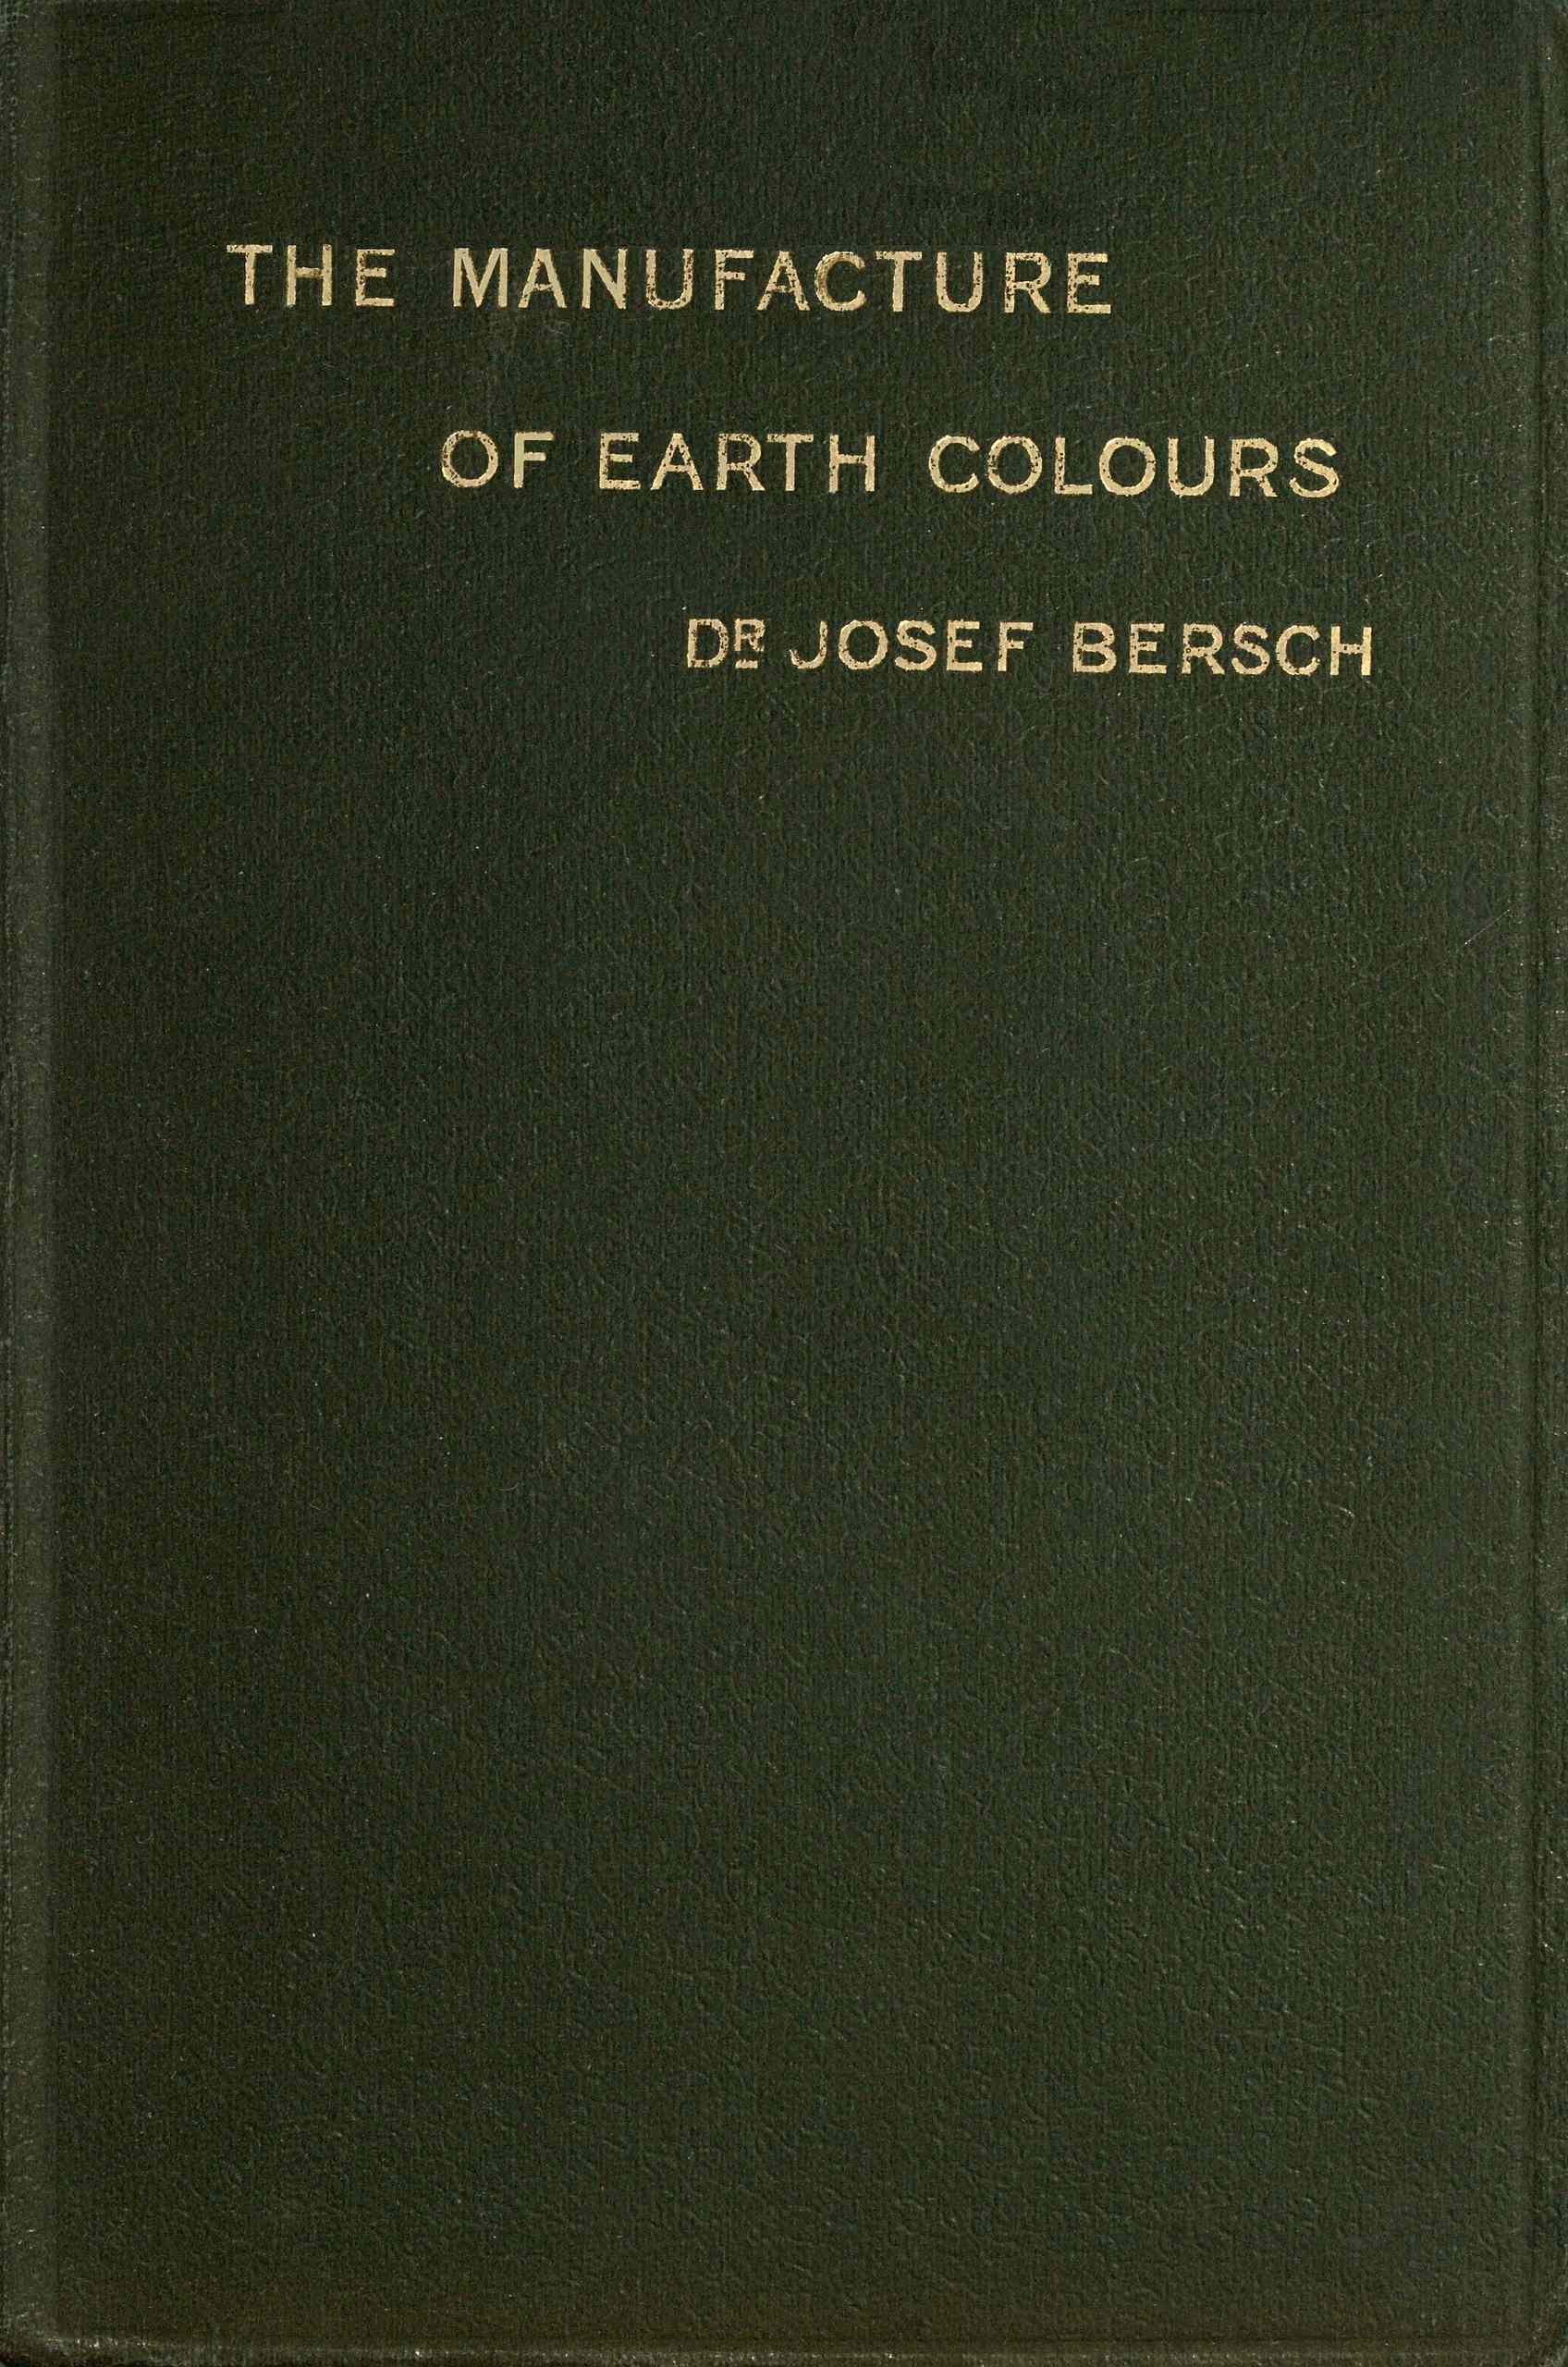 THE MANUFACTURE
OF EARTH COLOURS
DR JOSEF BERSCH